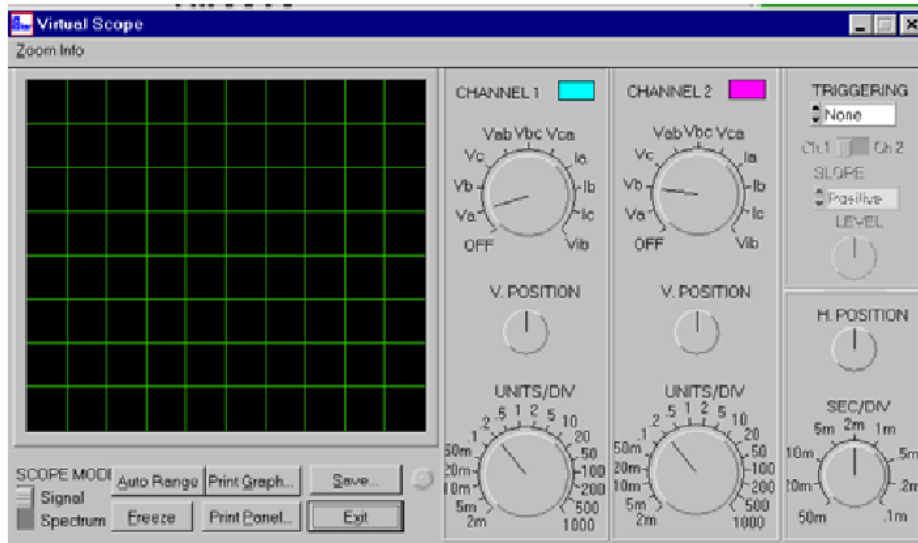 Virtual Scope
Zoom Info
CHANNEL 1
OFF Va Vb Vc Vab Vbc Vca Ia Ib Ic Vib
V. POSITION
UNITS/DIV
2m 5m 10m 20m 50m .1 .2 .5 1 2 5 10 20 50 100 200 500 1000
CHANNEL 2
OFF Va Vb Vc Vab Vbc Vca Ia Ib Ic Vib
V. POSITION
UNITS/DIV
2m 5m 10m 20m 50m .1 .2 .5 1 2 5 10 20 50 100 200 500 1000
TRIGGERING
None
Ch 1 Ch 2
SLOPE
Positive
LEVEL
H. POSITION
SEC/DIV
50m 20m 10m 5m 2m 1m .5m .2m .1m
SCOPE MODE
Signal
Spectrum
Auto Range Print Graph... Save...
Freeze Print Panel... Exit